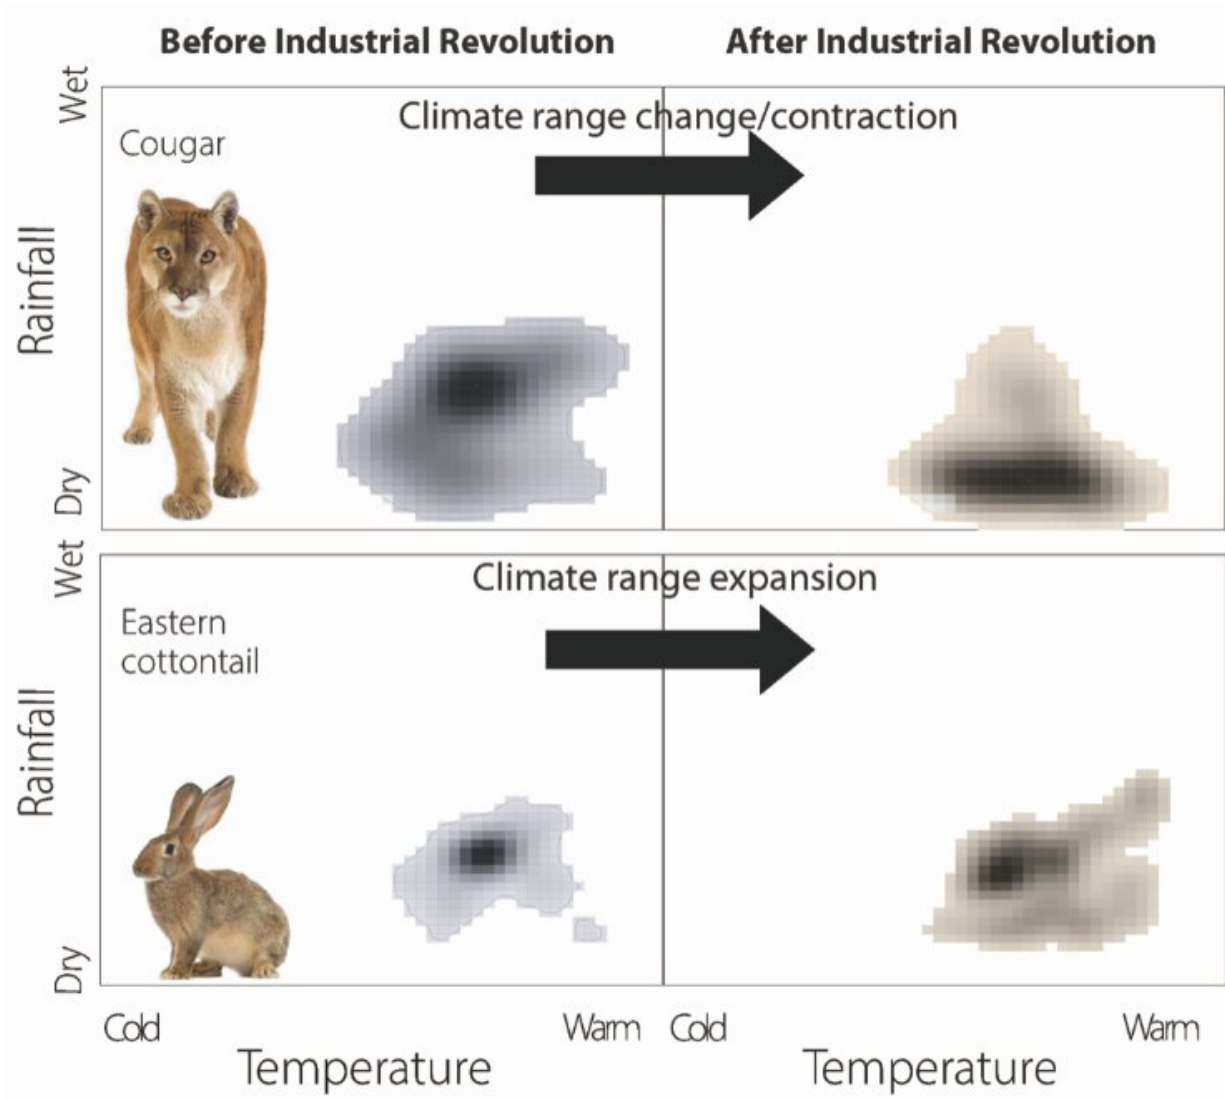 Before Industrial Revolution
After Industrial Revolution
Wet
Climate range change/contraction
Cougar
Rainfall
Dry
Wet
Climate range expansion
Eastern
cottontail
Rainfall
Dry
Cold
Warm
Cold
Warm
Temperature
Temperature